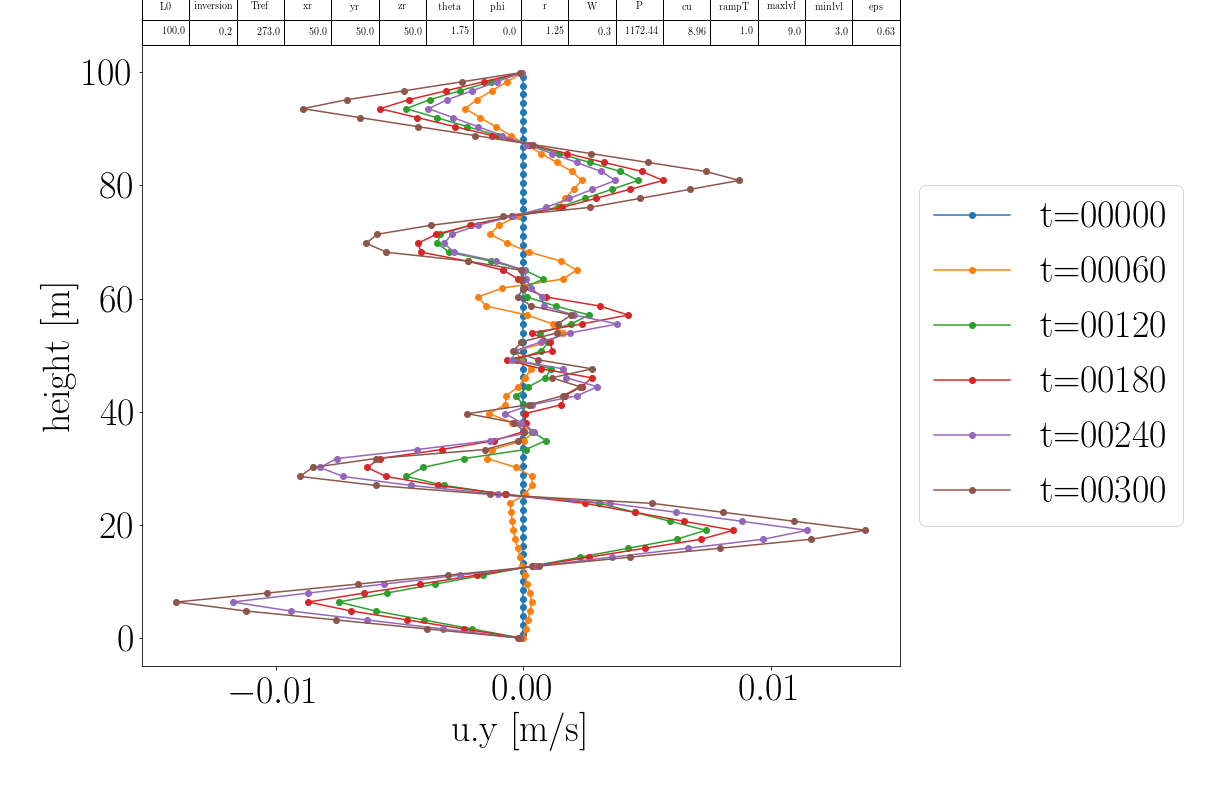 L0 inversion Tref xr yr zr theta phi r W P cu rampT maxlvl minlvl eps
100.0 0.2 273.0 50.0 50.0 50.0 1.75 0.0 1.25 0.3 1172.44 8.96 1.0 9.0 3.0 0.63
100
80
60
40
20
0
height [m]
−0.01 0.00 0.01
u.y [m/s]
t=00000
t=00060
t=00120
t=00180
t=00240
t=00300